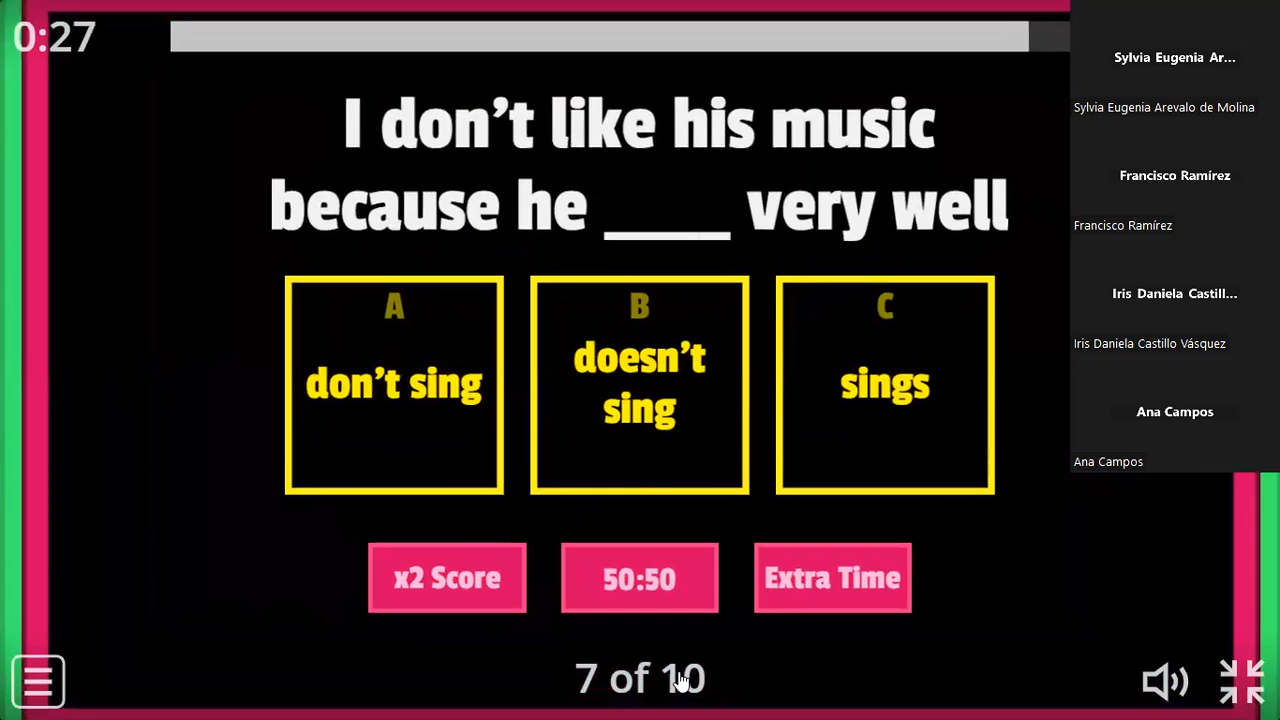 0:27
I don't like his music
because he ____ very well
A
don't sing
B
doesn't
sing
C
sings
x2 Score
50:50
Extra Time
7 of 10
Sylvia Eugenia Ar...
Sylvia Eugenia Arevalo de Molina
Francisco Ramírez
Francisco Ramírez
Iris Daniela Castill...
Iris Daniela Castillo Vásquez
Ana Campos
Ana Campos